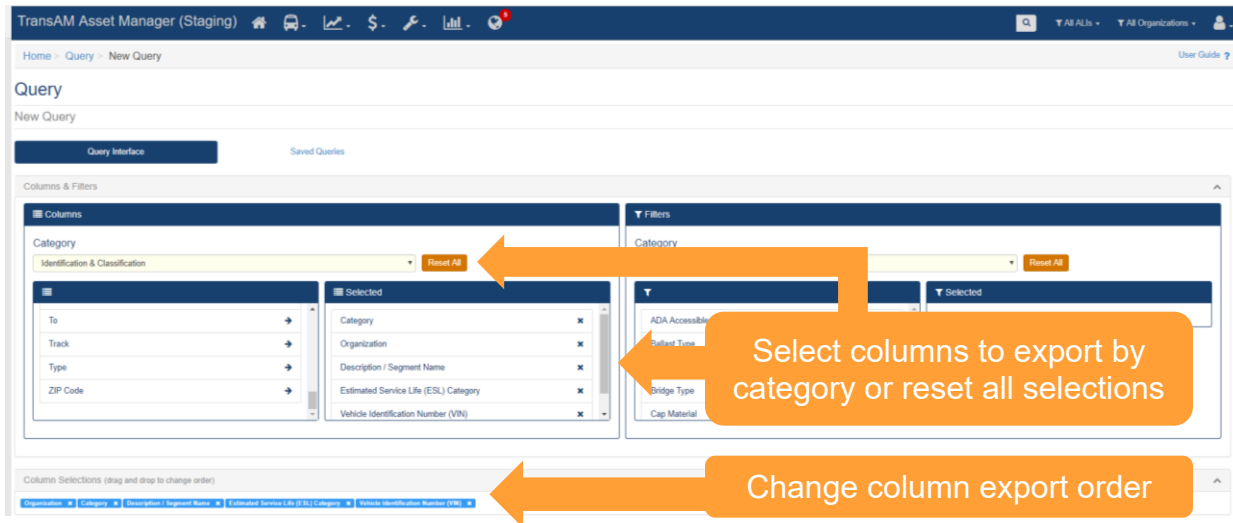 TransAM Asset Manager (Staging)
All ALIs
All Organizations
Home > Query > New Query
User Guide ?
Query
New Query
Query Interface
Saved Queries
Columns & Filters
Columns
Filters
Category
Category
Identification & Classification
Reset All
Reset All
Selected
Selected
To
Category
ADA Accessible
Track
Organization
Ballast Type
Type
Description / Segment Name
ZIP Code
Estimated Service Life (ESL) Category
Bridge Type
Vehicle Identification Number (VIN)
Cap Material
Select columns to export by
category or reset all selections
Column Selections (drag and drop to change order)
Organization x Category x Description / Segment Name x Estimated Service Life (ESL) Category x Vehicle Identification Number (VIN) x
Change column export order